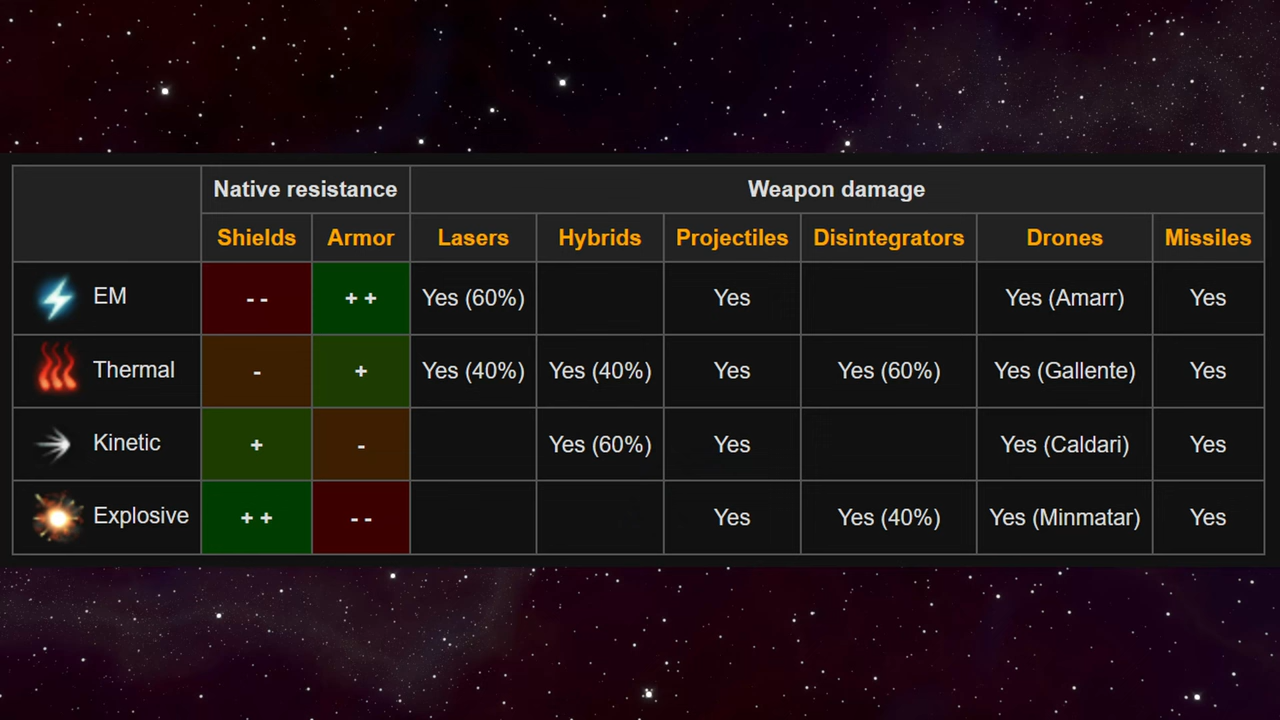 Native resistance Weapon damage
Shields Armor Lasers Hybrids Projectiles Disintegrators Drones Missiles
EM - - + + Yes (60%) Yes Yes (Amarr) Yes
Thermal - + Yes (40%) Yes (40%) Yes Yes (60%) Yes (Gallente) Yes
Kinetic + - Yes (60%) Yes Yes (Caldari) Yes
Explosive + + - - Yes Yes (40%) Yes (Minmatar) Yes